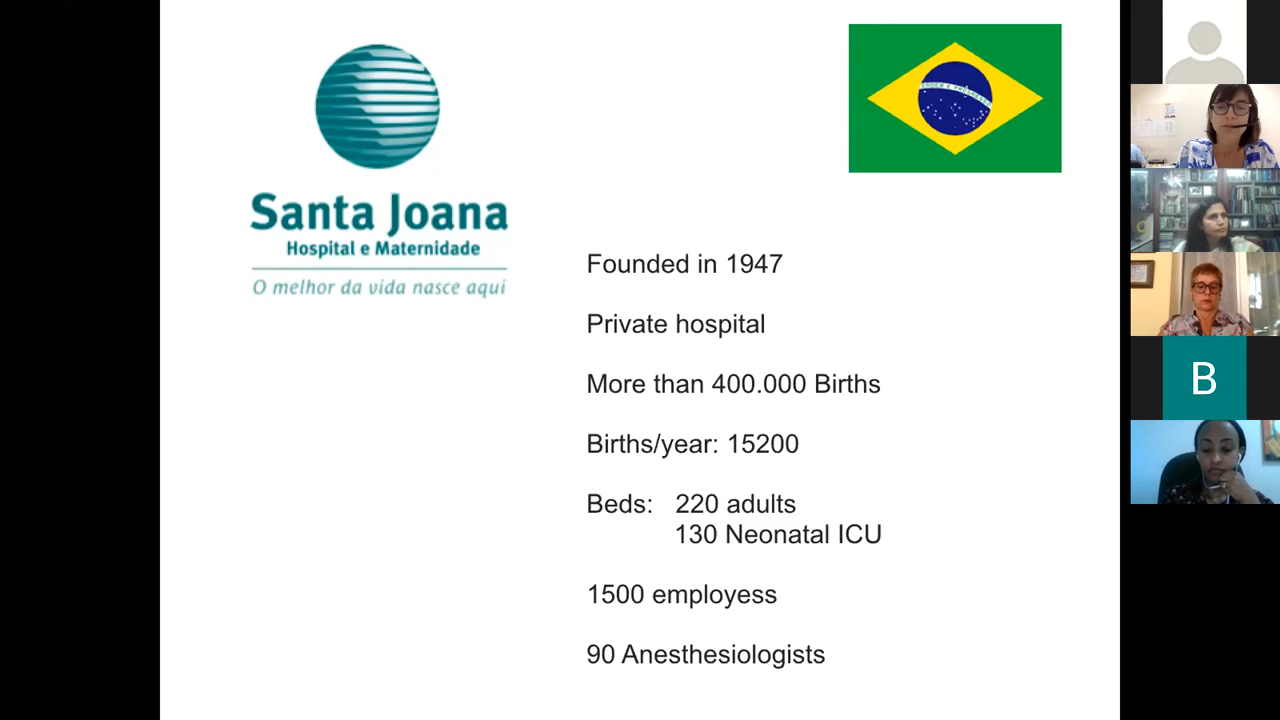 Santa Joana
Hospital e Maternidade
O melhor da vida nasce aqui
Founded in 1947
Private hospital
More than 400.000 Births
Births/year: 15200
Beds: 220 adults
130 Neonatal ICU
1500 employess
90 Anesthesiologists
B